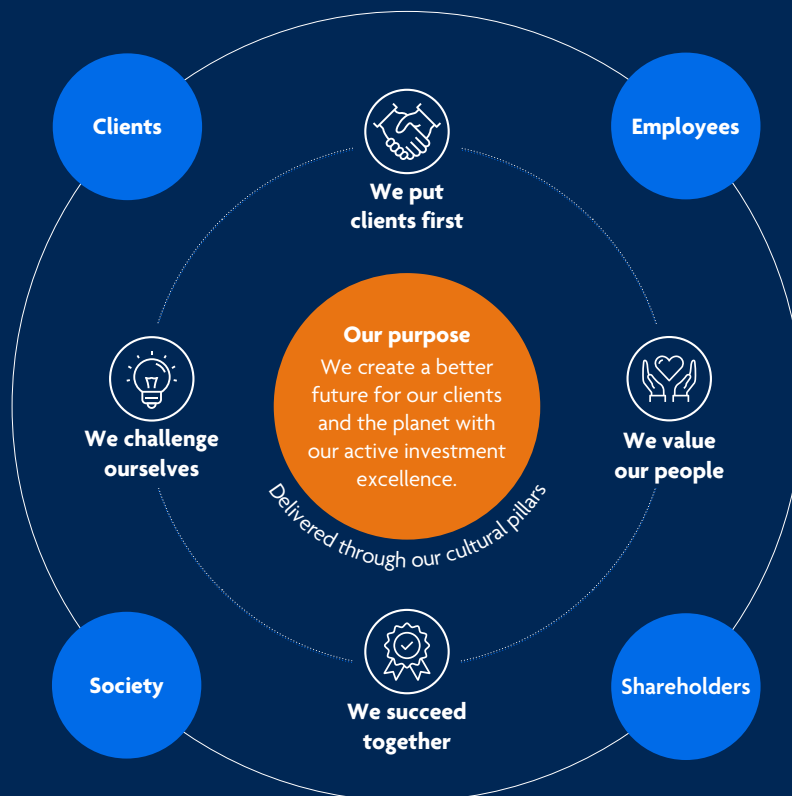 Clients
Employees
We put
clients first
Our purpose
We create a better
future for our clients
and the planet with
our active investment
excellence.
We challenge
ourselves
We value
our people
Delivered through our cultural pillars
Society
Shareholders
We succeed
together